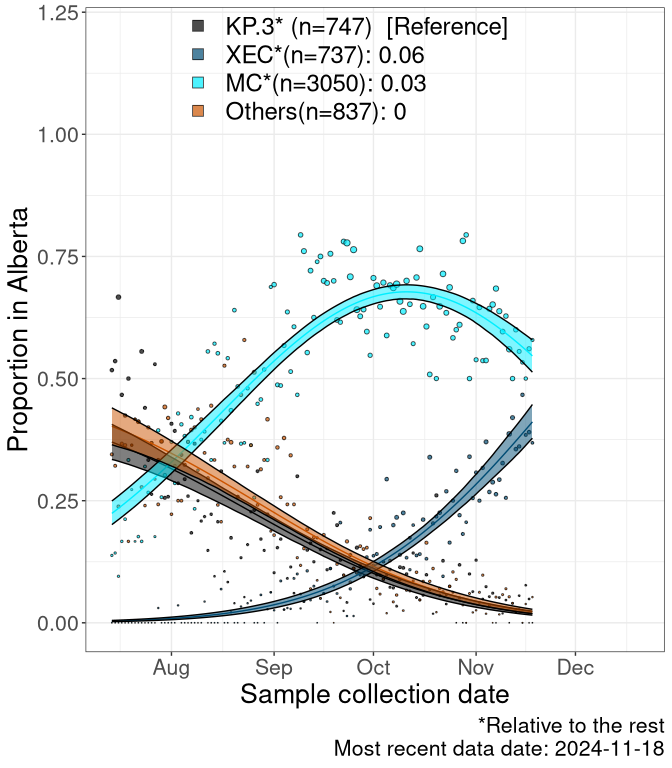 1.25
1.00
0.75
0.50
0.25
0.00
Proportion in Alberta
KP.3* (n=747)  [Reference]
XEC*(n=737): 0.06
MC*(n=3050): 0.03
Others(n=837): 0
Aug Sep Oct Nov Dec
Sample collection date
*Relative to the rest
Most recent data date: 2024-11-18